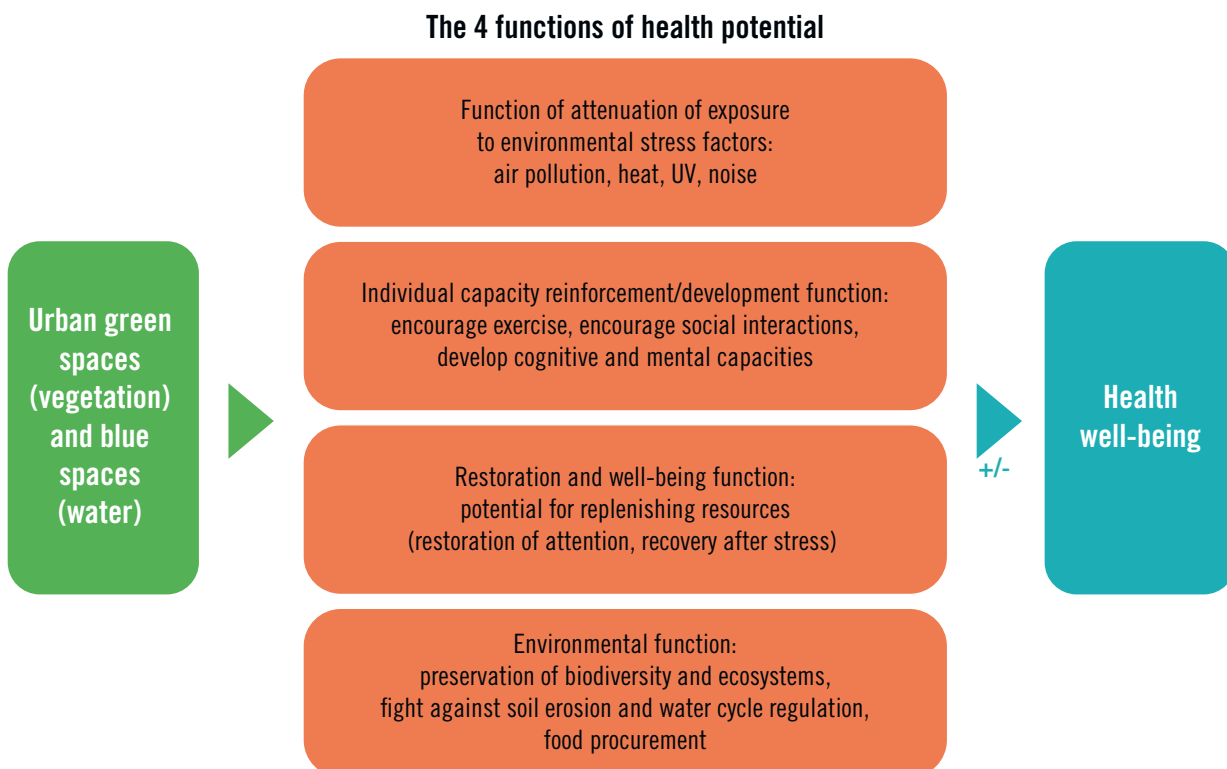 The 4 functions of health potential
Function of attenuation of exposure
to environmental stress factors:
air pollution, heat, UV, noise
Urban green
spaces
(vegetation)
and blue
spaces
(water)
Individual capacity reinforcement/development function:
encourage exercise, encourage social interactions,
develop cognitive and mental capacities
Restoration and well-being function:
potential for replenishing resources
(restoration of attention, recovery after stress)
Environmental function:
preservation of biodiversity and ecosystems,
fight against soil erosion and water cycle regulation,
food procurement
+/-
Health
well-being